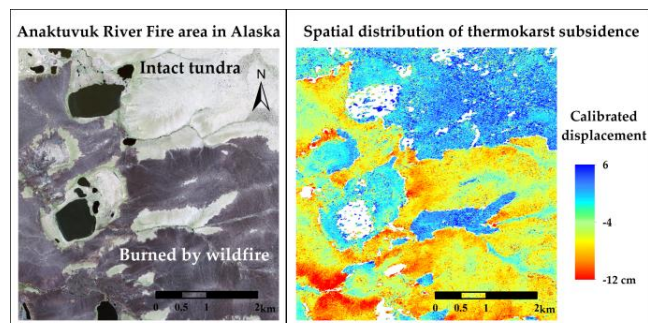 Anaktuvuk River Fire area in Alaska
Intact tundra
N
Burned by wildfire
0 0.5 1 2km
Spatial distribution of thermokarst subsidence
Calibrated
displacement
6
-4
-12 cm
0 0.5 1 2km